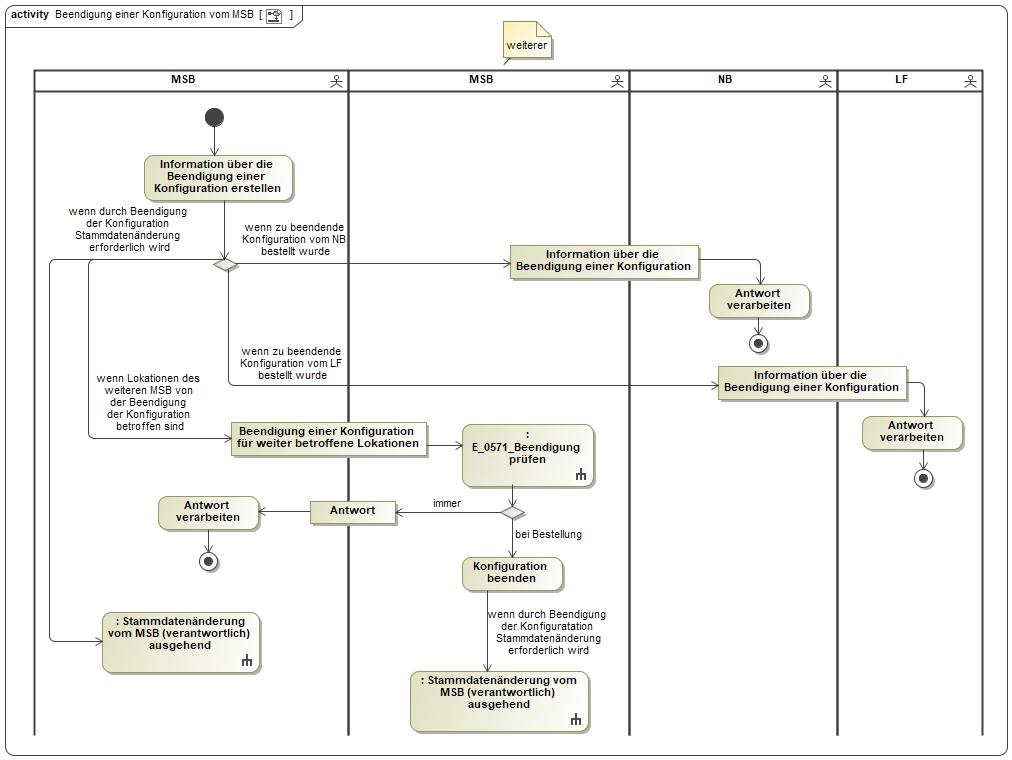 activity Beendigung einer Konfiguration vom MSB [ ]
weiterer
MSB
MSB
NB
LF
Information über die
Beendigung einer
Konfiguration erstellen
wenn durch Beendigung
der Konfiguration
Stammdatenänderung
erforderlich wird
wenn zu beendende
Konfiguration vom NB
bestellt wurde
Information über die
Beendigung einer Konfiguration
Antwort
verarbeiten
wenn zu beendende
Konfiguration vom LF
bestellt wurde
Information über die
Beendigung einer Konfiguration
wenn Lokationen des
weiteren MSB von
der Beendigung
der Konfiguration
betroffen sind
Beendigung einer Konfiguration
für weiter betroffene Lokationen
:
E_0571_Beendigung
prüfen
Antwort
verarbeiten
Antwort
verarbeiten
Antwort
immer
bei Bestellung
Konfiguration
beenden
wenn durch Beendigung
der Konfiguratation
Stammdatenänderung
erforderlich wird
: Stammdatenänderung
vom MSB (verantwortlich)
ausgehend
: Stammdatenänderung vom
MSB (verantwortlich)
ausgehend